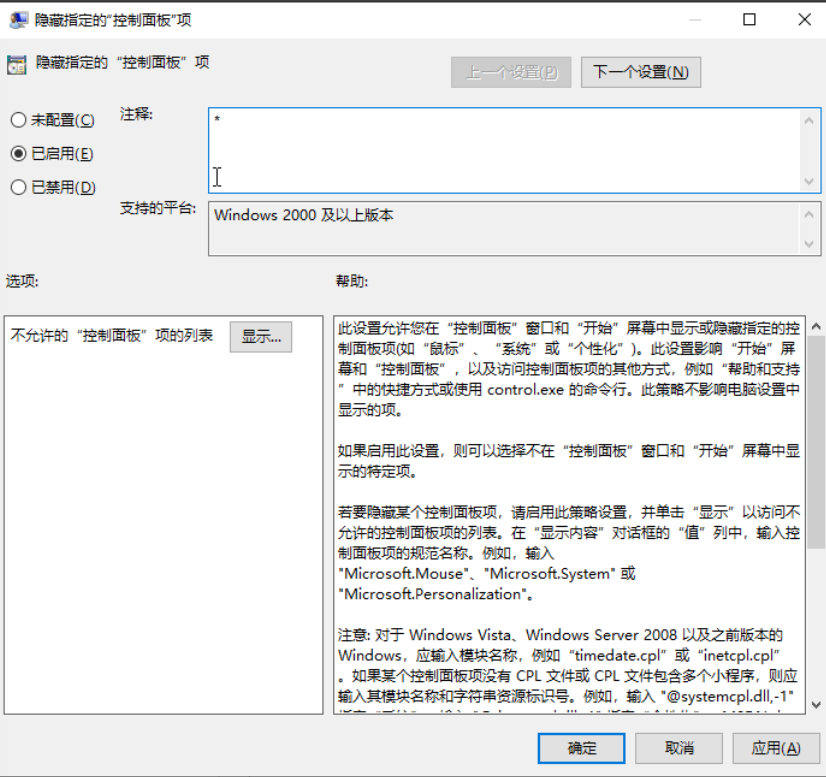 隐藏指定的“控制面板”项
隐藏指定的“控制面板”项
上一个设置(P)
下一个设置(N)
未配置(C)
注释:
*
已启用(E)
已禁用(D)
支持的平台:
Windows 2000 及以上版本
选项:
帮助:
不允许的“控制面板”项的列表
显示...
此设置允许您在“控制面板”窗口和“开始”屏幕中显示或隐藏指定的控
制面板项(如“鼠标”、“系统”或“个性化”)。此设置影响“开始”屏
幕和“控制面板”，以及访问控制面板项的其他方式，例如“帮助和支持
”中的快捷方式或使用 control.exe 的命令行。此策略不影响电脑设置中
显示的项。
如果启用此设置，则可以选择不在“控制面板”窗口和“开始”屏幕中显
示的特定项。
若要隐藏某个控制面板项，请启用此策略设置，并单击“显示”以访问不
允许的控制面板项的列表。在“显示内容”对话框的“值”列中，输入控
制面板项的规范名称。例如，输入
"Microsoft.Mouse"、"Microsoft.System" 或
"Microsoft.Personalization"。
注意: 对于 Windows Vista、Windows Server 2008 以及之前版本的
Windows，应输入模块名称，例如“timedate.cpl”或“inetcpl.cpl”
。如果某个控制面板项没有 CPL 文件或 CPL 文件包含多个小程序，则应
输入其模块名称和字符串资源标识号。例如，输入 "@systemcpl.dll,-1"
确定
取消
应用(A)